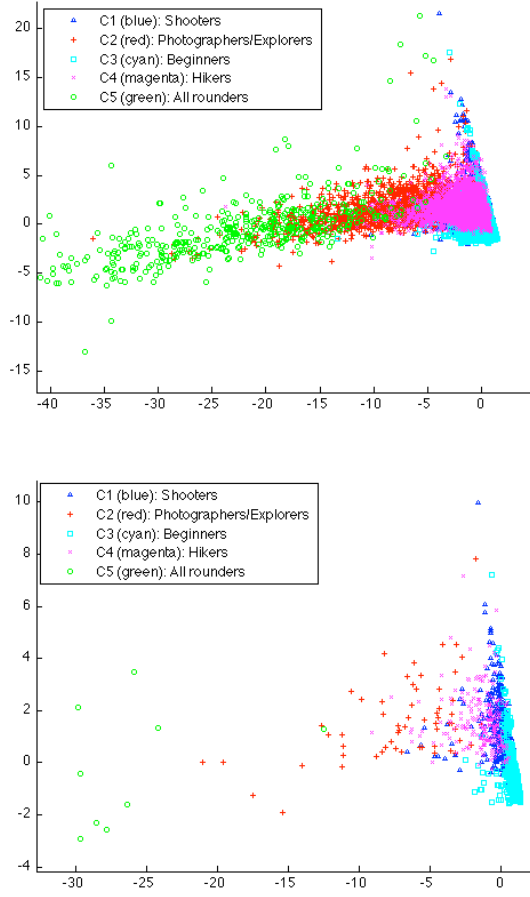 20
15
10
5
0
-5
-10
-15
C1 (blue): Shooters
C2 (red): Photographers/Explorers
C3 (cyan): Beginners
C4 (magenta): Hikers
C5 (green): All rounders
-40 -35 -30 -25 -20 -15 -10 -5 0
10
8
6
4
2
0
-2
-4
C1 (blue): Shooters
C2 (red): Photographers/Explorers
C3 (cyan): Beginners
C4 (magenta): Hikers
C5 (green): All rounders
-30 -25 -20 -15 -10 -5 0